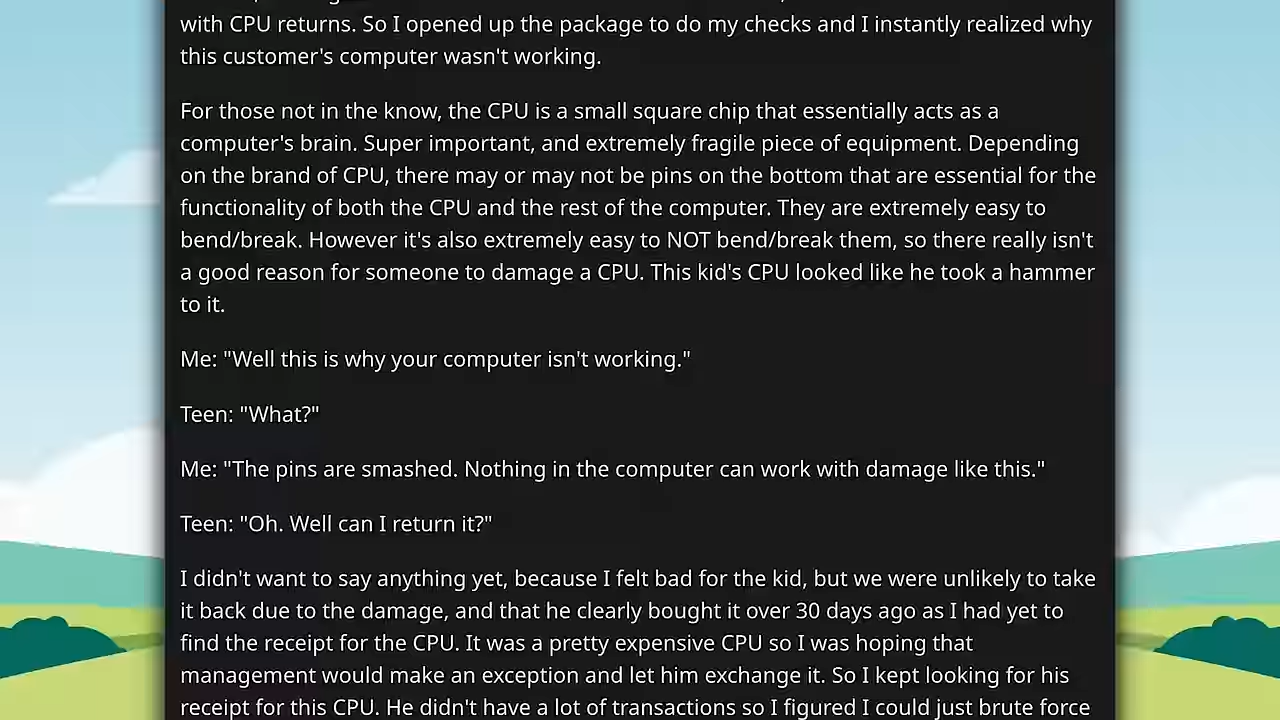 with CPU returns. So I opened up the package to do my checks and I instantly realized why
this customer's computer wasn't working.
For those not in the know, the CPU is a small square chip that essentially acts as a
computer's brain. Super important, and extremely fragile piece of equipment. Depending
on the brand of CPU, there may or may not be pins on the bottom that are essential for the
functionality of both the CPU and the rest of the computer. They are extremely easy to
bend/break. However it's also extremely easy to NOT bend/break them, so there really isn't
a good reason for someone to damage a CPU. This kid's CPU looked like he took a hammer
to it.
Me: "Well this is why your computer isn't working."
Teen: "What?"
Me: "The pins are smashed. Nothing in the computer can work with damage like this."
Teen: "Oh. Well can I return it?"
I didn't want to say anything yet, because I felt bad for the kid, but we were unlikely to take
it back due to the damage, and that he clearly bought it over 30 days ago as I had yet to
find the receipt for the CPU. It was a pretty expensive CPU so I was hoping that
management would make an exception and let him exchange it. So I kept looking for his
receipt for this CPU. He didn't have a lot of transactions so I figured I could just brute force